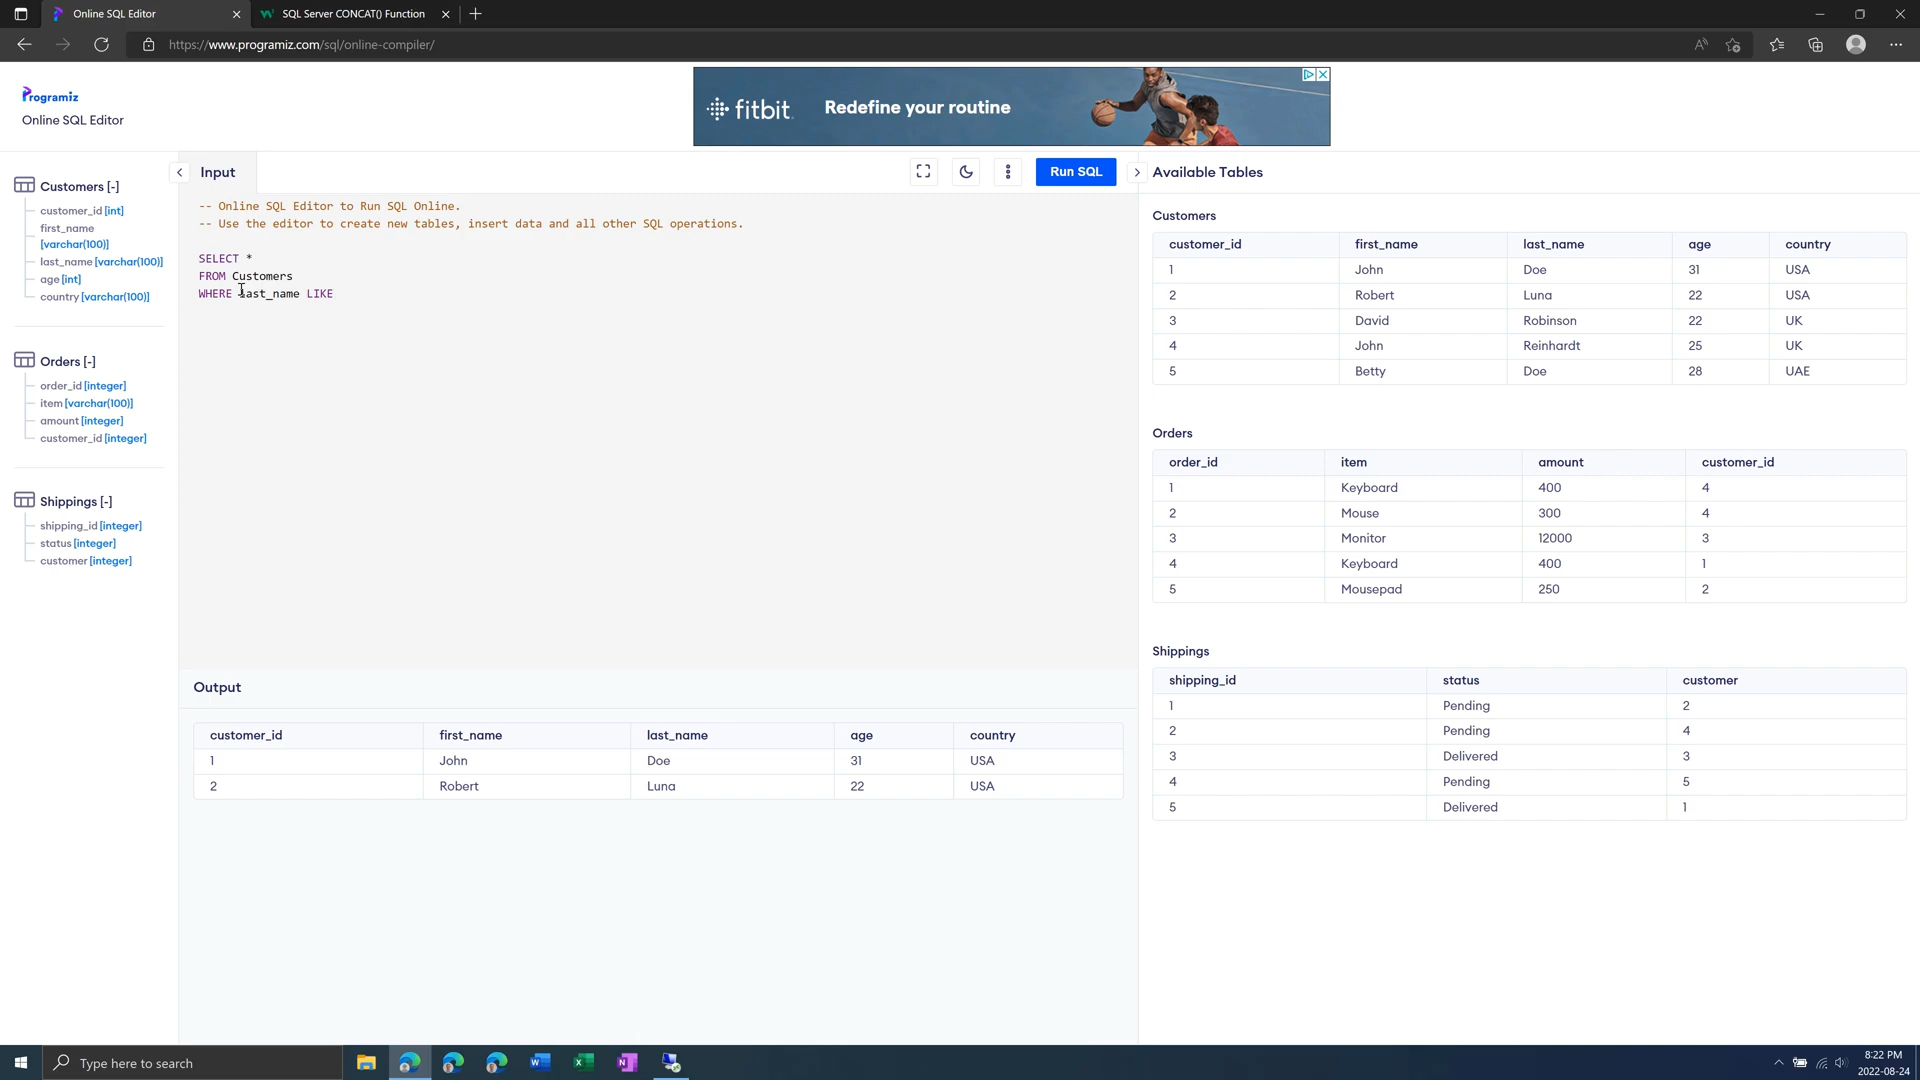 Online SQL Editor
SQL Server CONCAT() Function
https://www.programiz.com/sql/online-compiler/
Programiz
Online SQL Editor
fitbit
Redefine your routine
Customers [-]
customer_id [int]
first_name
[varchar(100)]
last_name [varchar(100)]
age [int]
country [varchar(100)]
Orders [-]
order_id [integer]
item [varchar(100)]
amount [integer]
customer_id [integer]
Shippings [-]
shipping_id [integer]
status [integer]
customer [integer]
Input
Run SQL
-- Online SQL Editor to Run SQL Online.
-- Use the editor to create new tables, insert data and all other SQL operations.
SELECT *
FROM Customers
WHERE last_name LIKE
Output
customer_id first_name last_name age country
1 John Doe 31 USA
2 Robert Luna 22 USA
Available Tables
Customers
customer_id first_name last_name age country
1 John Doe 31 USA
2 Robert Luna 22 USA
3 David Robinson 22 UK
4 John Reinhardt 25 UK
5 Betty Doe 28 UAE
Orders
order_id item amount customer_id
1 Keyboard 400 4
2 Mouse 300 4
3 Monitor 12000 3
4 Keyboard 400 1
5 Mousepad 250 2
Shippings
shipping_id status customer
1 Pending 2
2 Pending 4
3 Delivered 3
4 Pending 5
5 Delivered 1
Type here to search
8:22 PM
2022-08-24